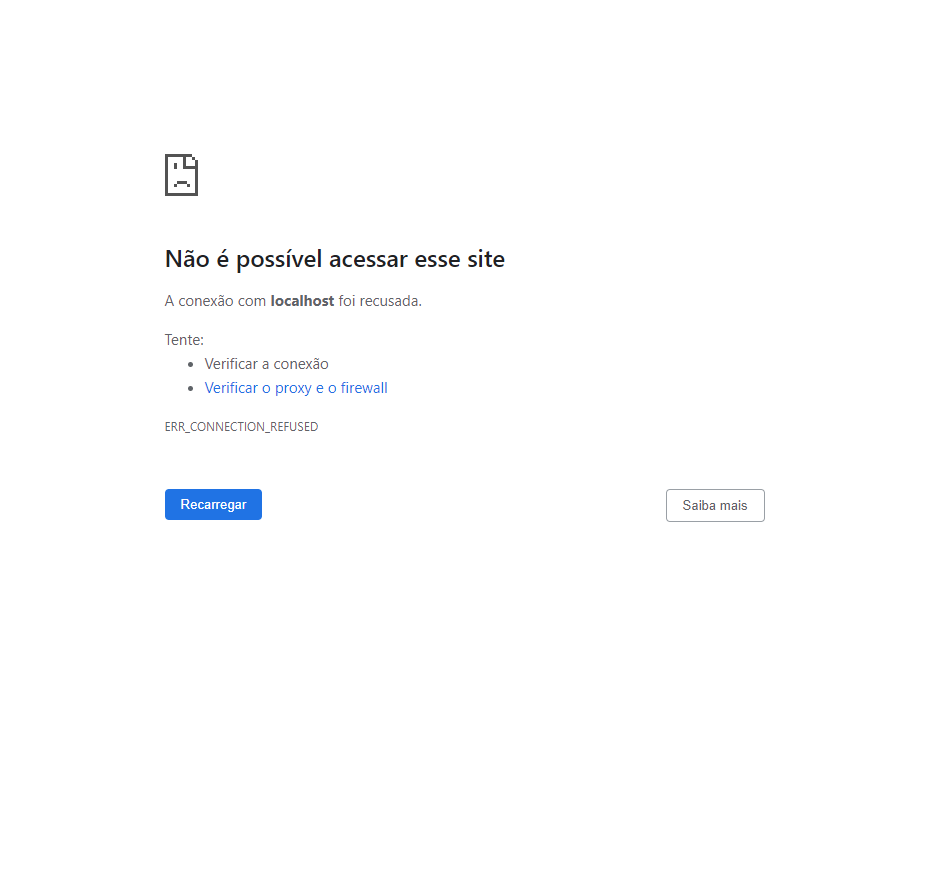 Não é possível acessar esse site
A conexão com localhost foi recusada.
Tente:
• Verificar a conexão
• Verificar o proxy e o firewall
ERR_CONNECTION_REFUSED
Recarregar
Saiba mais